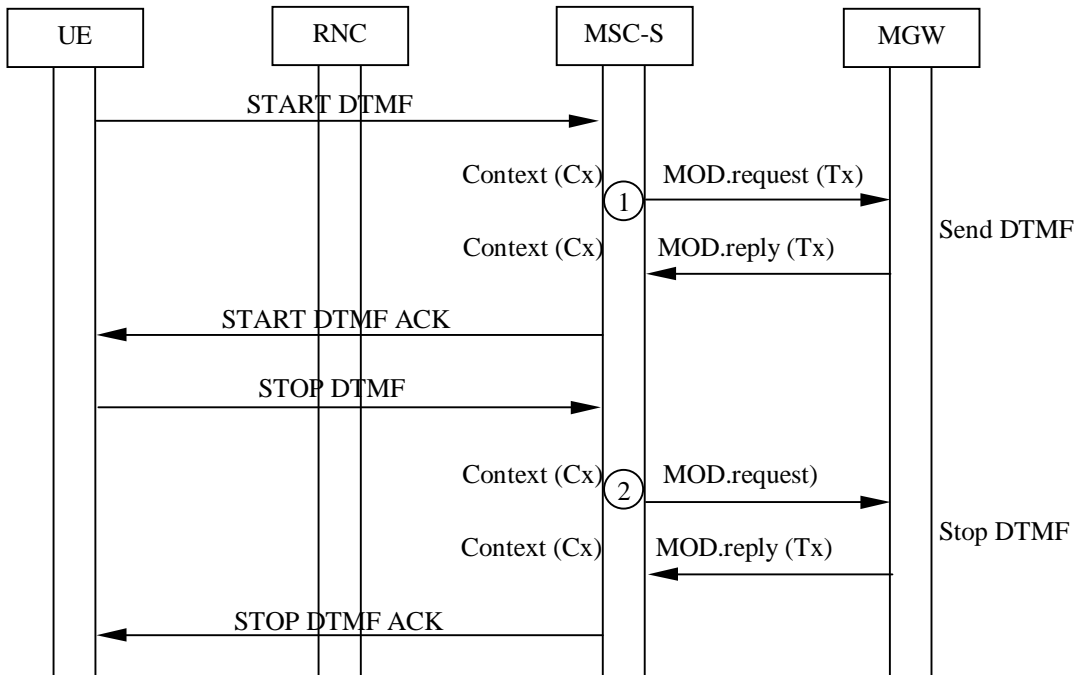 UE RNC MSC-S MGW
START DTMF
Context (Cx) MOD.request (Tx)
1
Send DTMF
Context (Cx) MOD.reply (Tx)
START DTMF ACK
STOP DTMF
Context (Cx) MOD.request)
2
Stop DTMF
Context (Cx) MOD.reply (Tx)
STOP DTMF ACK